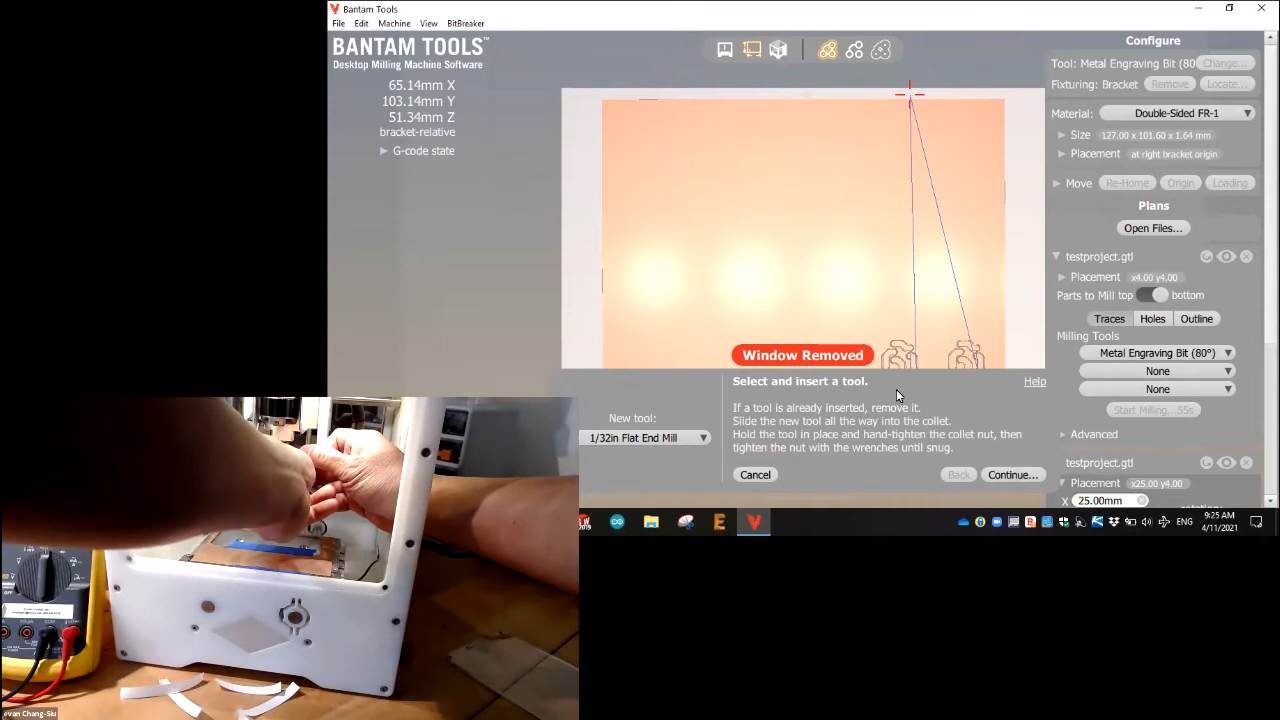 Bantam Tools
File Edit Machine View BitBreaker
BANTAM TOOLS™
Desktop Milling Machine Software
65.14mm X
103.14mm Y
51.34mm Z
bracket-relative
G-code state
Configure
Tool: Metal Engraving Bit (80 Change...
Fixturing: Bracket Remove Locate...
Material: Double-Sided FR-1
Size 127.00 x 101.60 x 1.64 mm
Placement at right bracket origin
Move Re-Home Origin Loading
Plans
Open Files...
testproject.gtl
Placement x4.00 y4.00
Parts to Mill top bottom
Traces Holes Outline
Milling Tools
Metal Engraving Bit (80°)
None
None
Start Milling...55s
Advanced
testproject.gtl
Placement x25.00 y4.00
X 25.00mm
Window Removed
Select and insert a tool. Help
If a tool is already inserted, remove it.
Slide the new tool all the way into the collet.
Hold the tool in place and hand-tighten the collet nut, then
tighten the nut with the wrenches until snug.
New tool:
1/32in Flat End Mill
Cancel Back Continue...
2019
ENG
9:25 AM
4/11/2021
evan Chang-Siu